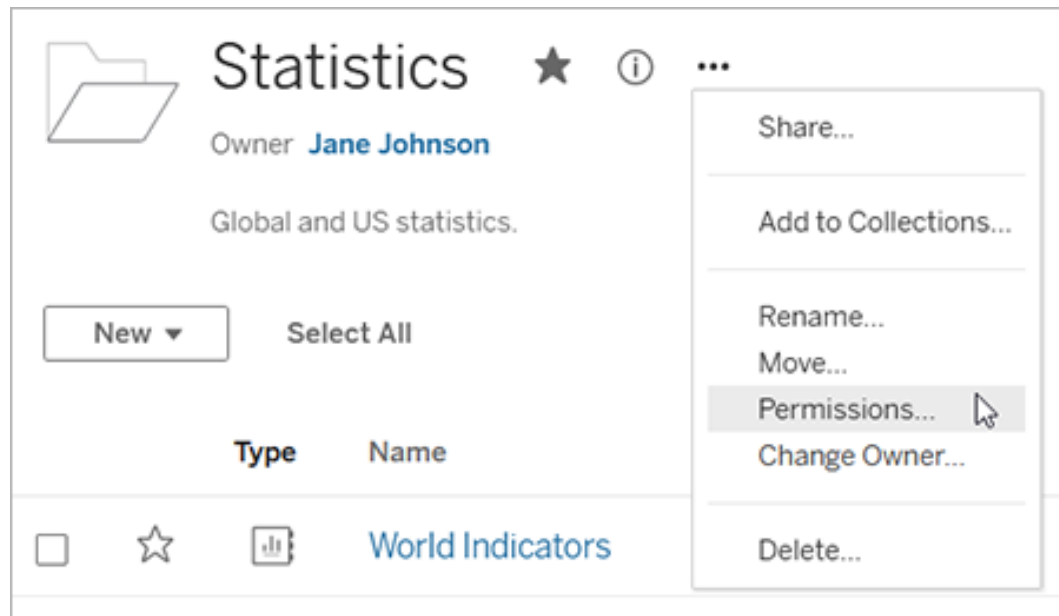 Statistics
Owner Jane Johnson
Global and US statistics.
New
Select All
Type Name
World Indicators
Share...
Add to Collections...
Rename...
Move...
Permissions...
Change Owner...
Delete...